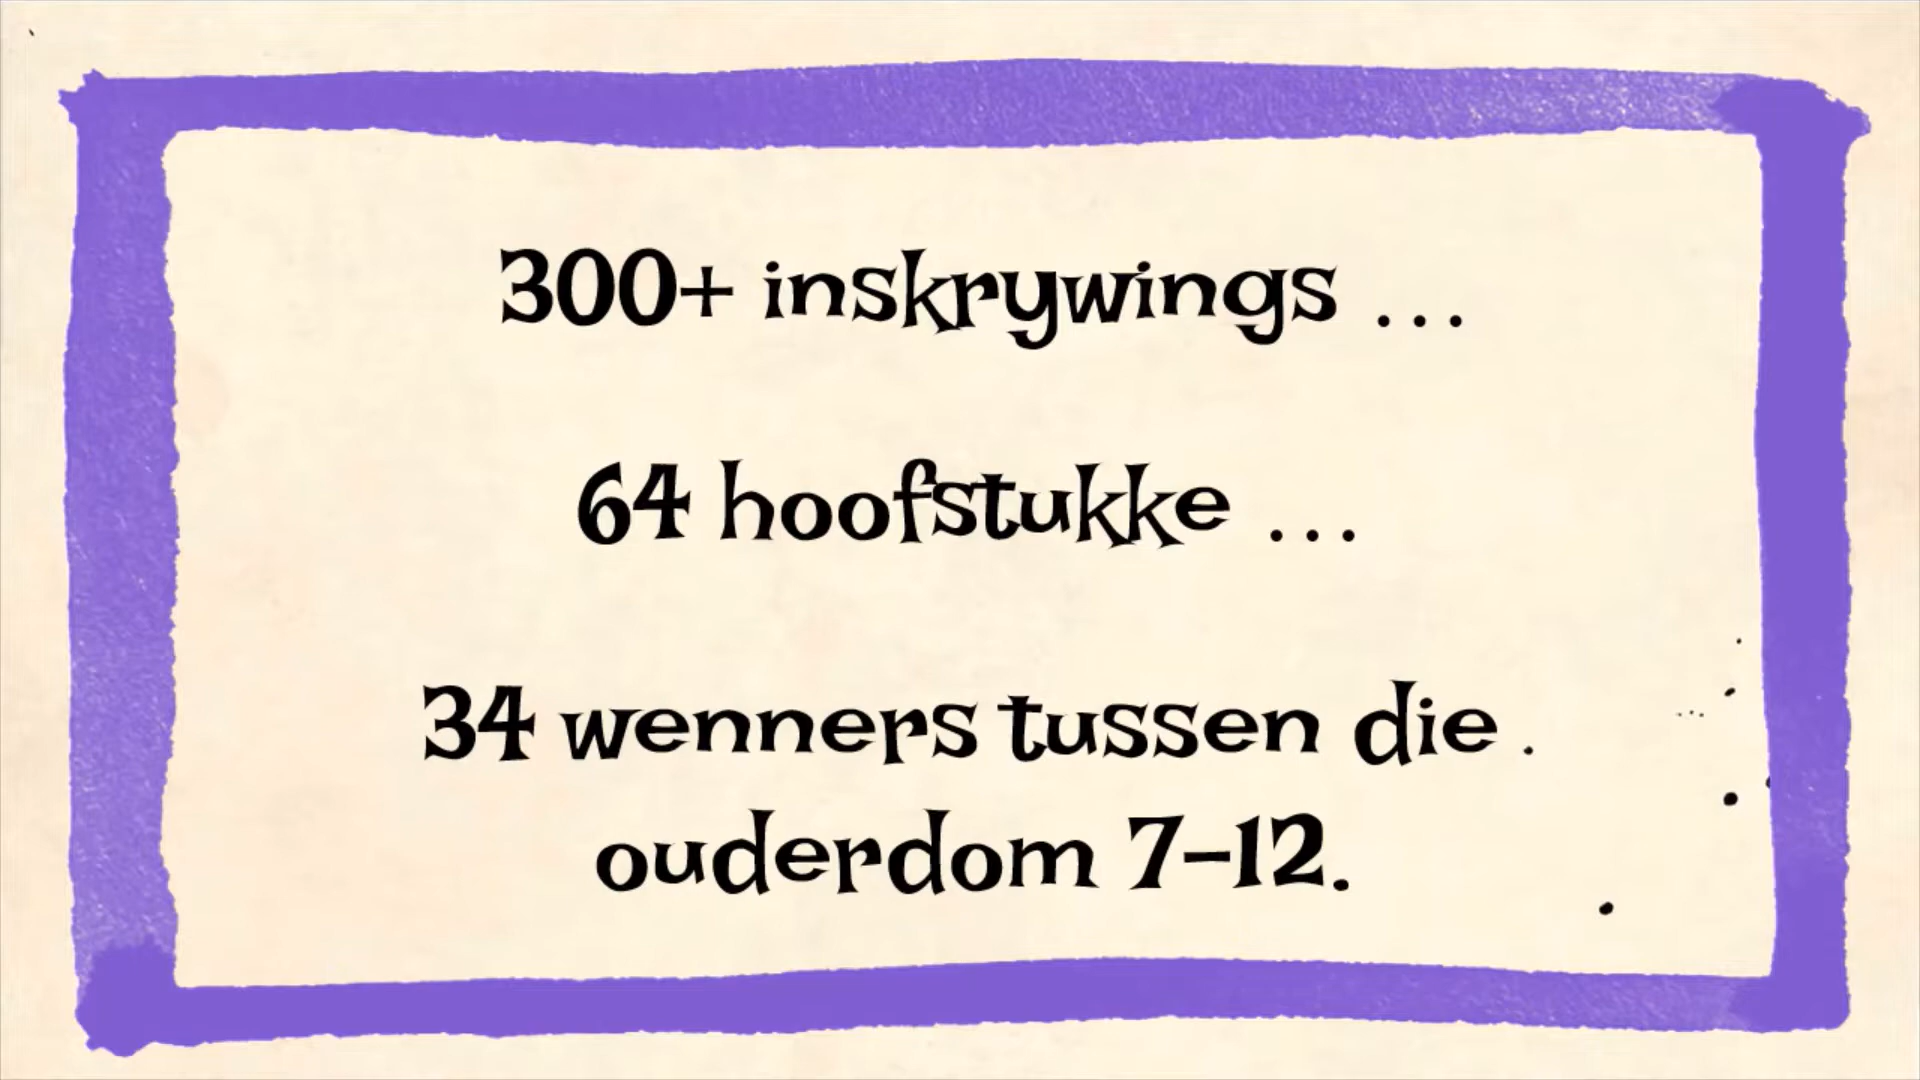 300+ inskrywings ...
64 hoofstukke ...
34 wenners tussen die .
ouderdom 7–12.